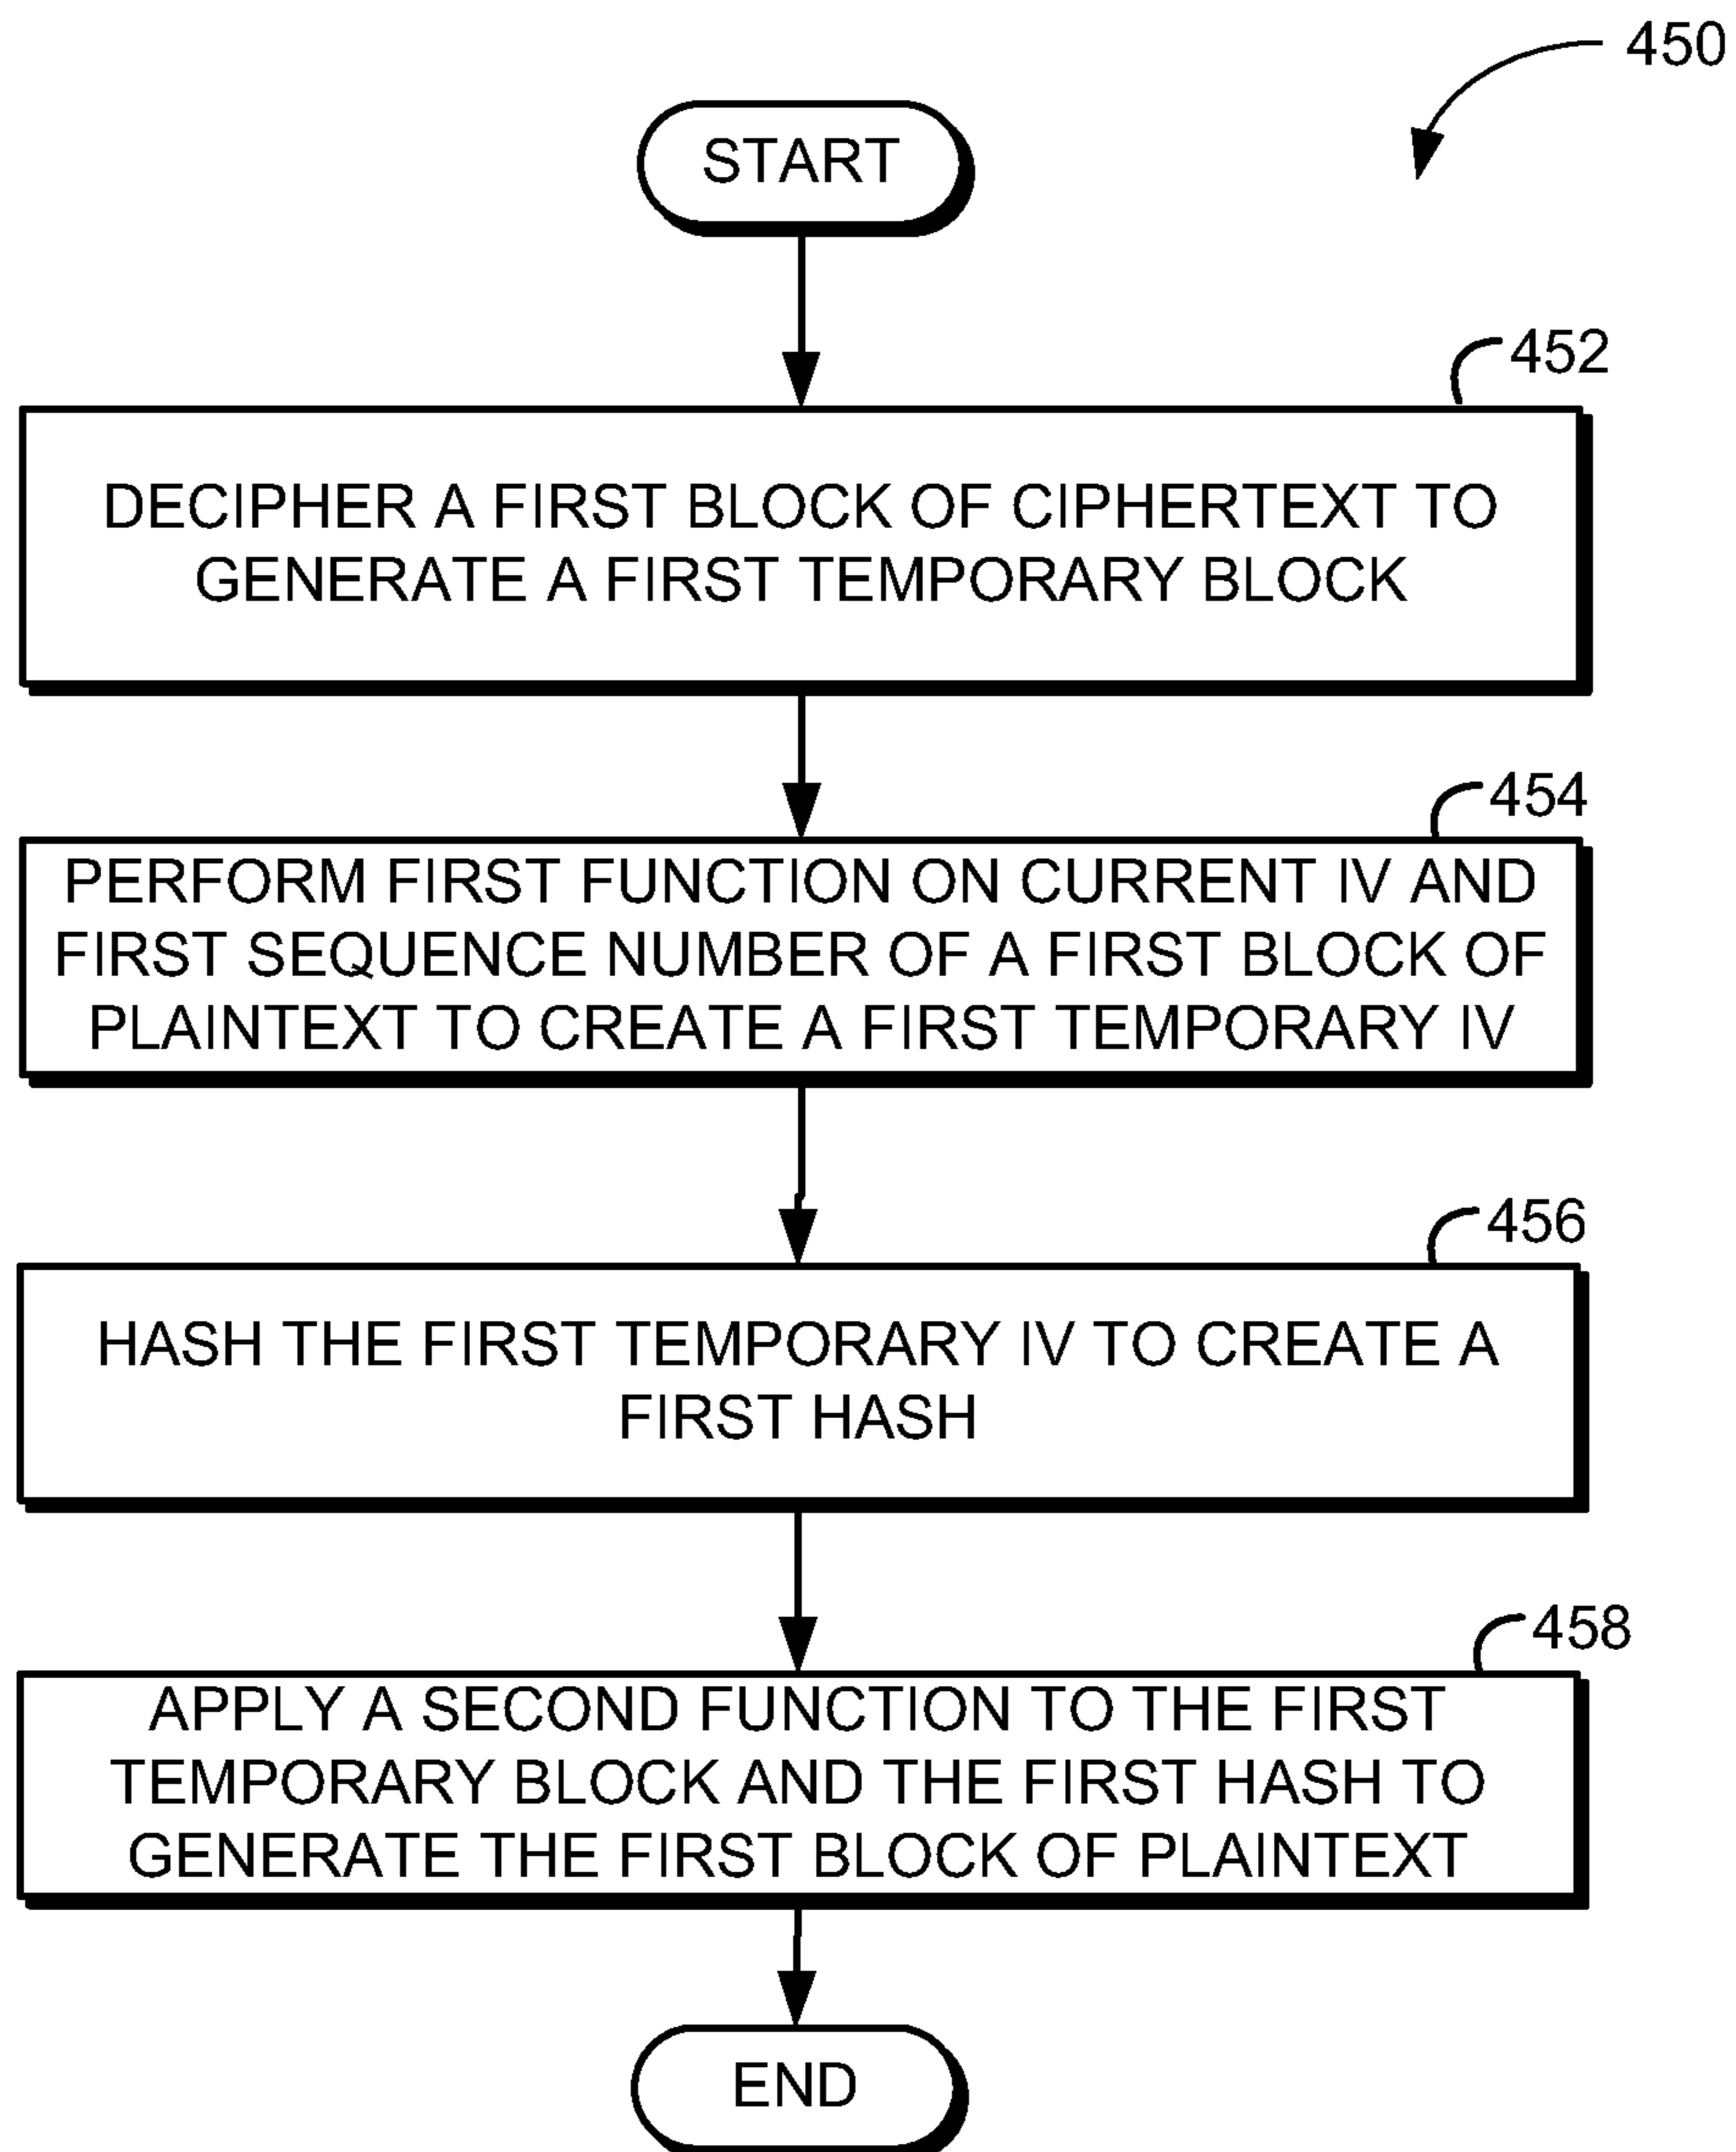 450
START
452
DECIPHER A FIRST BLOCK OF CIPHERTEXT TO
GENERATE A FIRST TEMPORARY BLOCK
454
PERFORM FIRST FUNCTION ON CURRENT IV AND
FIRST SEQUENCE NUMBER OF A FIRST BLOCK OF
PLAINTEXT TO CREATE A FIRST TEMPORARY IV
456
HASH THE FIRST TEMPORARY IV TO CREATE A
FIRST HASH
458
APPLY A SECOND FUNCTION TO THE FIRST
TEMPORARY BLOCK AND THE FIRST HASH TO
GENERATE THE FIRST BLOCK OF PLAINTEXT
END